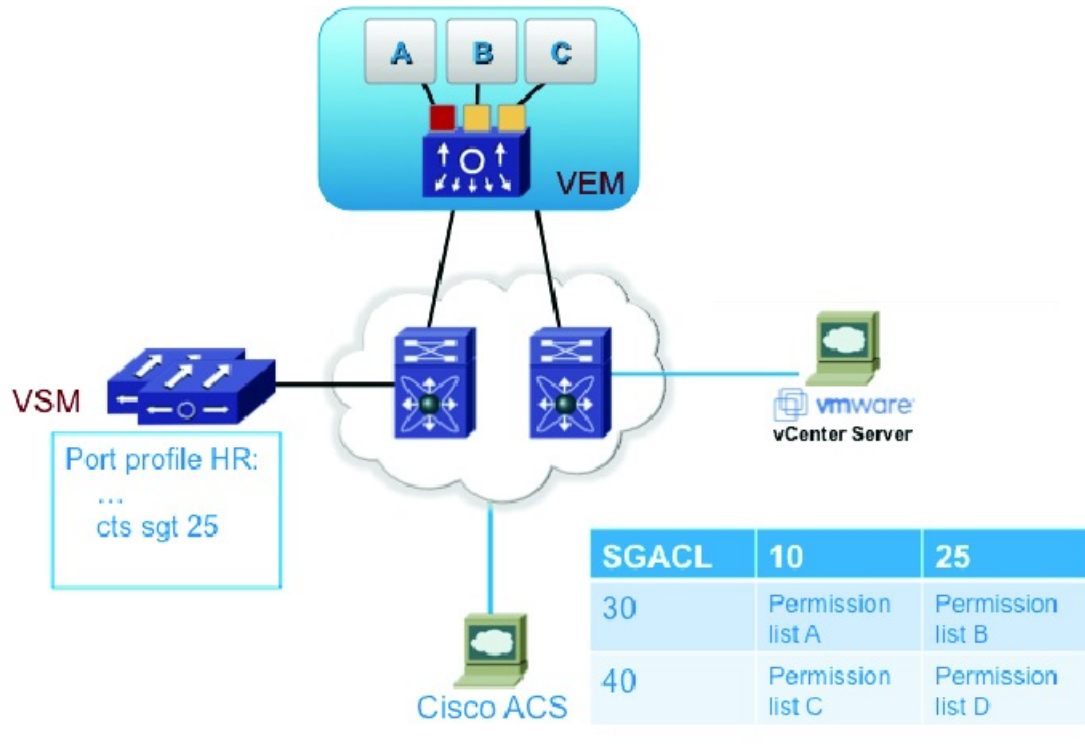 A B C
VEM
VSM
vmware
vCenter Server
Port profile HR:
...
cts sgt 25
Cisco ACS
SGACL 10 25
30 Permission Permission
list A list B
40 Permission Permission
list C list D